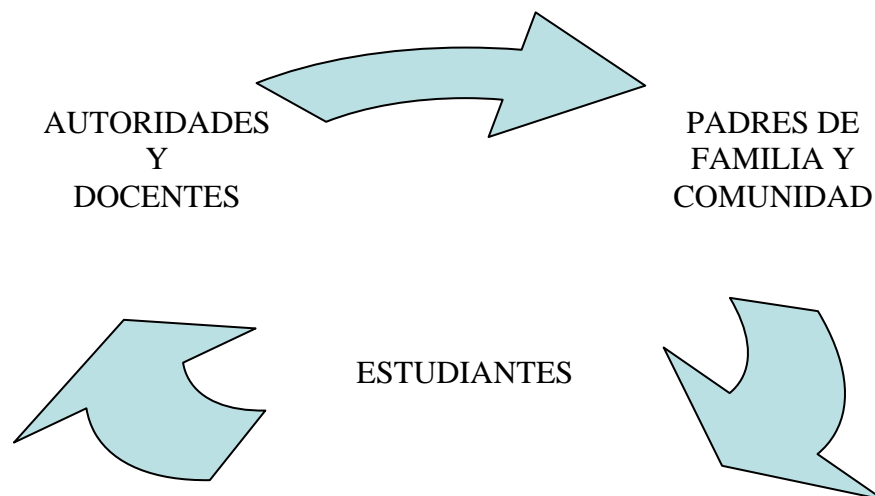 AUTORIDADES
Y
DOCENTES
PADRES DE
FAMILIA Y
COMUNIDAD
ESTUDIANTES